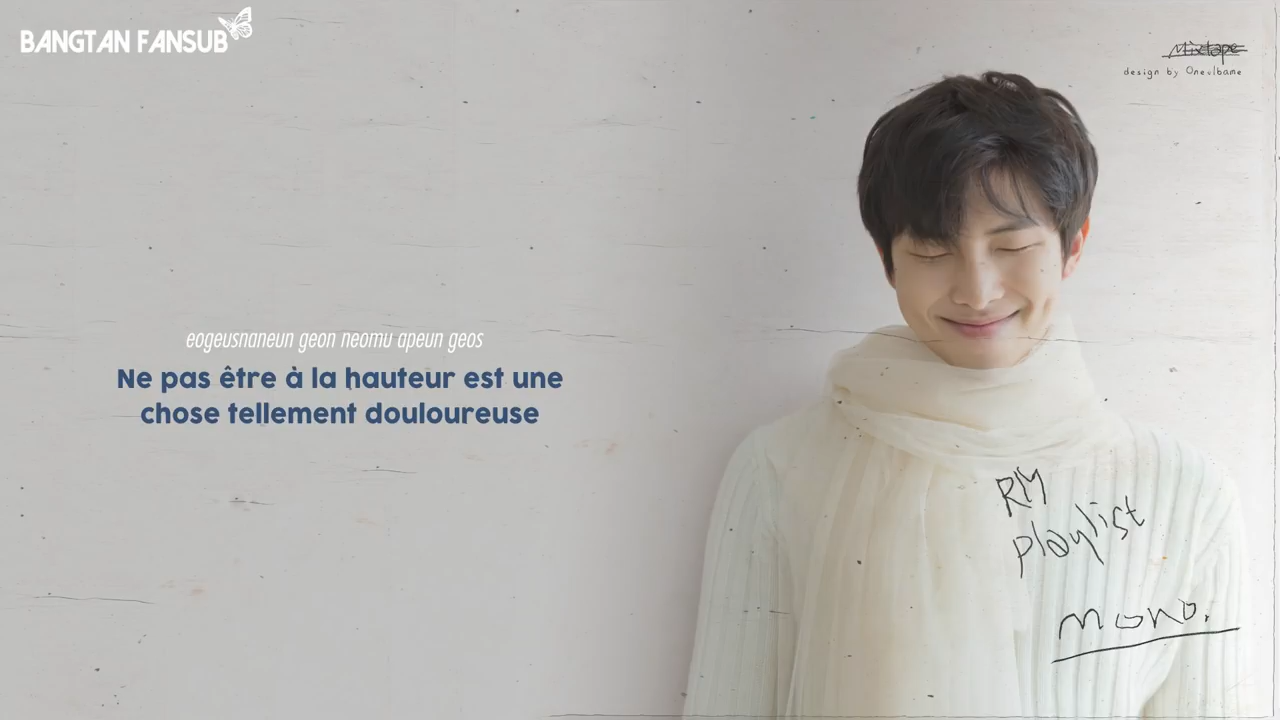 BANGTAN FANSUB
Mixtape
design by Oneulbame
eogeusnaneun geon neomu apeun geos
Ne pas être à la hauteur est une
chose tellement douloureuse
RM
playlist
mono.